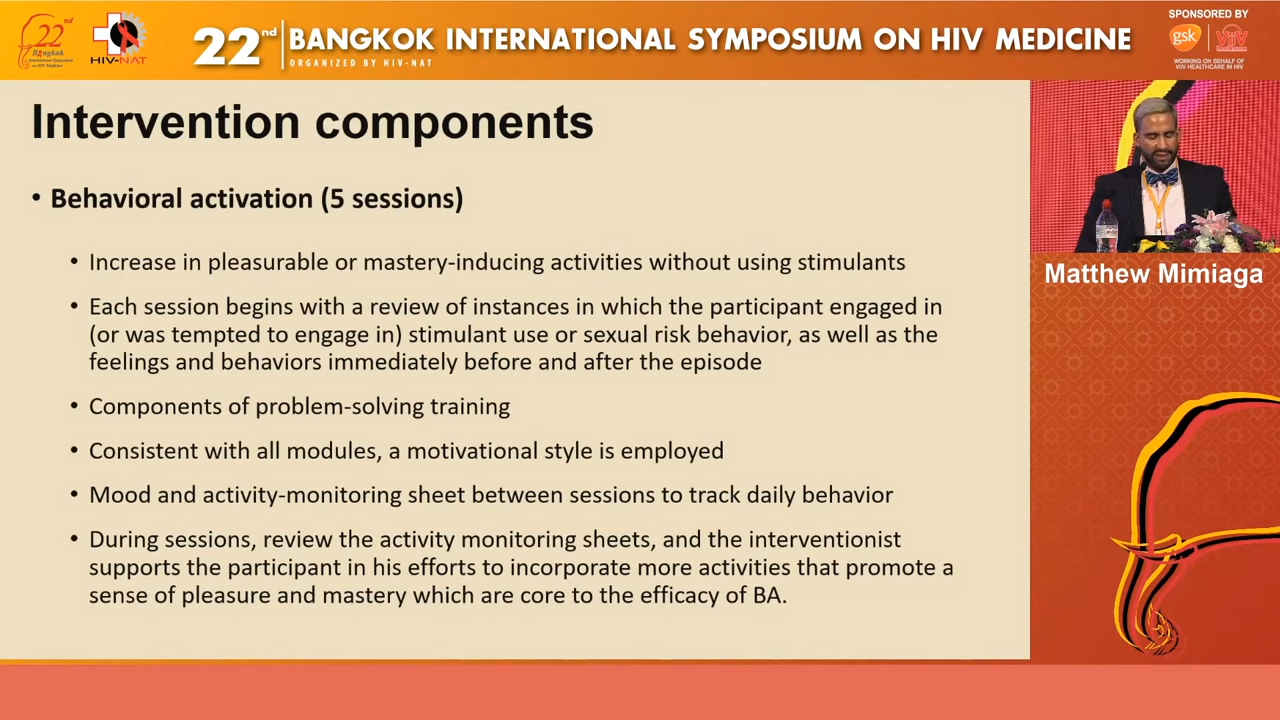 22nd
Bangkok
International Symposium
on HIV Medicine
HIV-NAT
22nd BANGKOK INTERNATIONAL SYMPOSIUM ON HIV MEDICINE
ORGANIZED BY HIV-NAT
SPONSORED BY
gsk
ViiV
WORKING ON BEHALF OF
VIIV HEALTHCARE IN HIV
Intervention components
• Behavioral activation (5 sessions)
• Increase in pleasurable or mastery-inducing activities without using stimulants
• Each session begins with a review of instances in which the participant engaged in
(or was tempted to engage in) stimulant use or sexual risk behavior, as well as the
feelings and behaviors immediately before and after the episode
• Components of problem-solving training
• Consistent with all modules, a motivational style is employed
• Mood and activity-monitoring sheet between sessions to track daily behavior
• During sessions, review the activity monitoring sheets, and the interventionist
supports the participant in his efforts to incorporate more activities that promote a
sense of pleasure and mastery which are core to the efficacy of BA.
Matthew Mimiaga